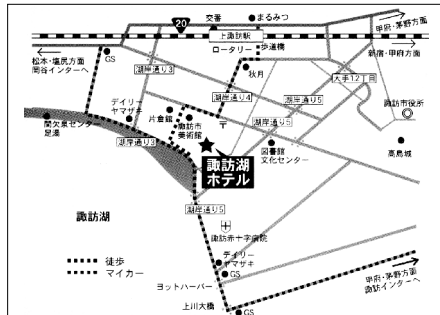 20
交番
まるみつ
甲府・茅野方面へ
上諏訪駅
ロータリー
歩道橋
松本・塩尻方面
岡谷インターへ
GS
湖岸通り3
秋月
新宿・甲府方面へ
大手1.2丁目
デイリー
ヤマザキ
片倉館
湖岸通り4
湖岸通り5
諏訪市役所
諏訪市
美術館
〒
湖岸通り5
間欠泉センター
足湯
湖岸通り3
図書館
文化センター
高島城
諏訪湖
ホテル
諏訪湖
湖岸通り5
諏訪赤十字病院
徒歩
マイカー
デイリー
ヤマザキ
GS
ヨットハーバー
甲府・茅野方面
諏訪インターへ
上川大橋
GS